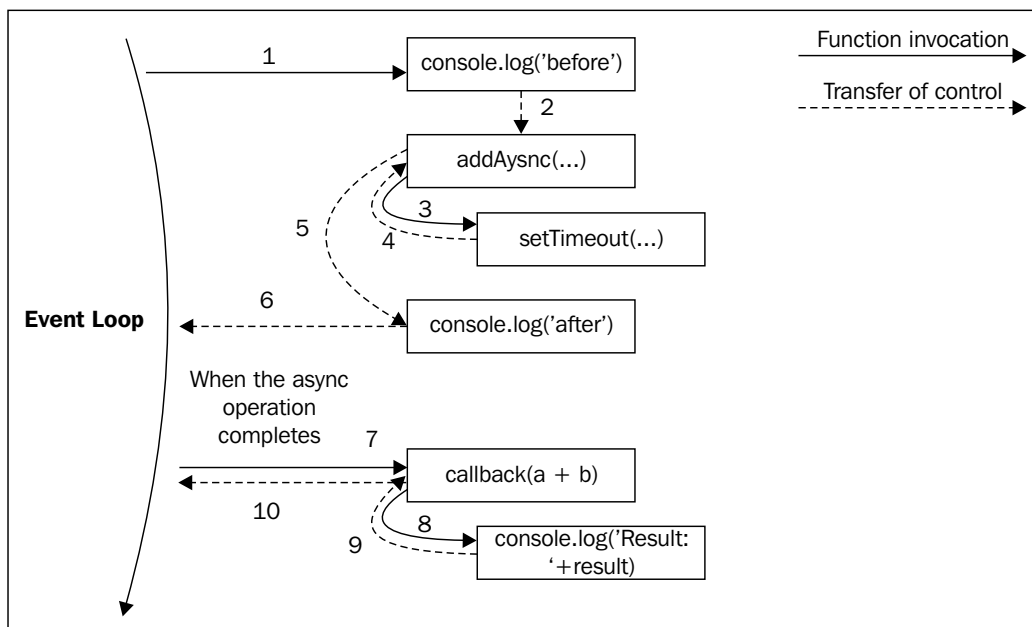 1
console.log('before')
Function invocation
2
Transfer of control
addAysnc(...)
3
4
5
setTimeout(...)
Event Loop
6
console.log('after')
When the async
operation
completes
7
callback(a + b)
10
8
9
console.log('Result:
‘+result)